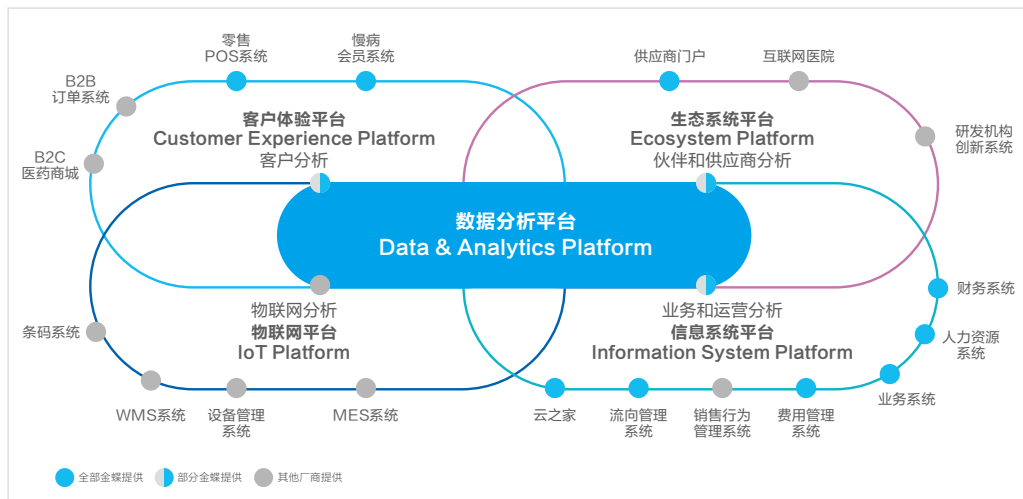 零售
POS系统
慢病
会员系统
B2B
订单系统
B2C
医药商城
客户体验平台
Customer Experience Platform
客户分析
供应商门户
互联网医院
研发机构
创新系统
生态系统平台
Ecosystem Platform
伙伴和供应商分析
数据分析平台
Data & Analytics Platform
物联网分析
物联网平台
IoT Platform
条码系统
WMS系统
设备管理
系统
MES系统
业务和运营分析
信息系统平台
Information System Platform
财务系统
人力资源
系统
业务系统
云之家
流向管理
系统
销售行为
管理系统
费用管理
系统
全部金蝶提供
部分金蝶提供
其他厂商提供